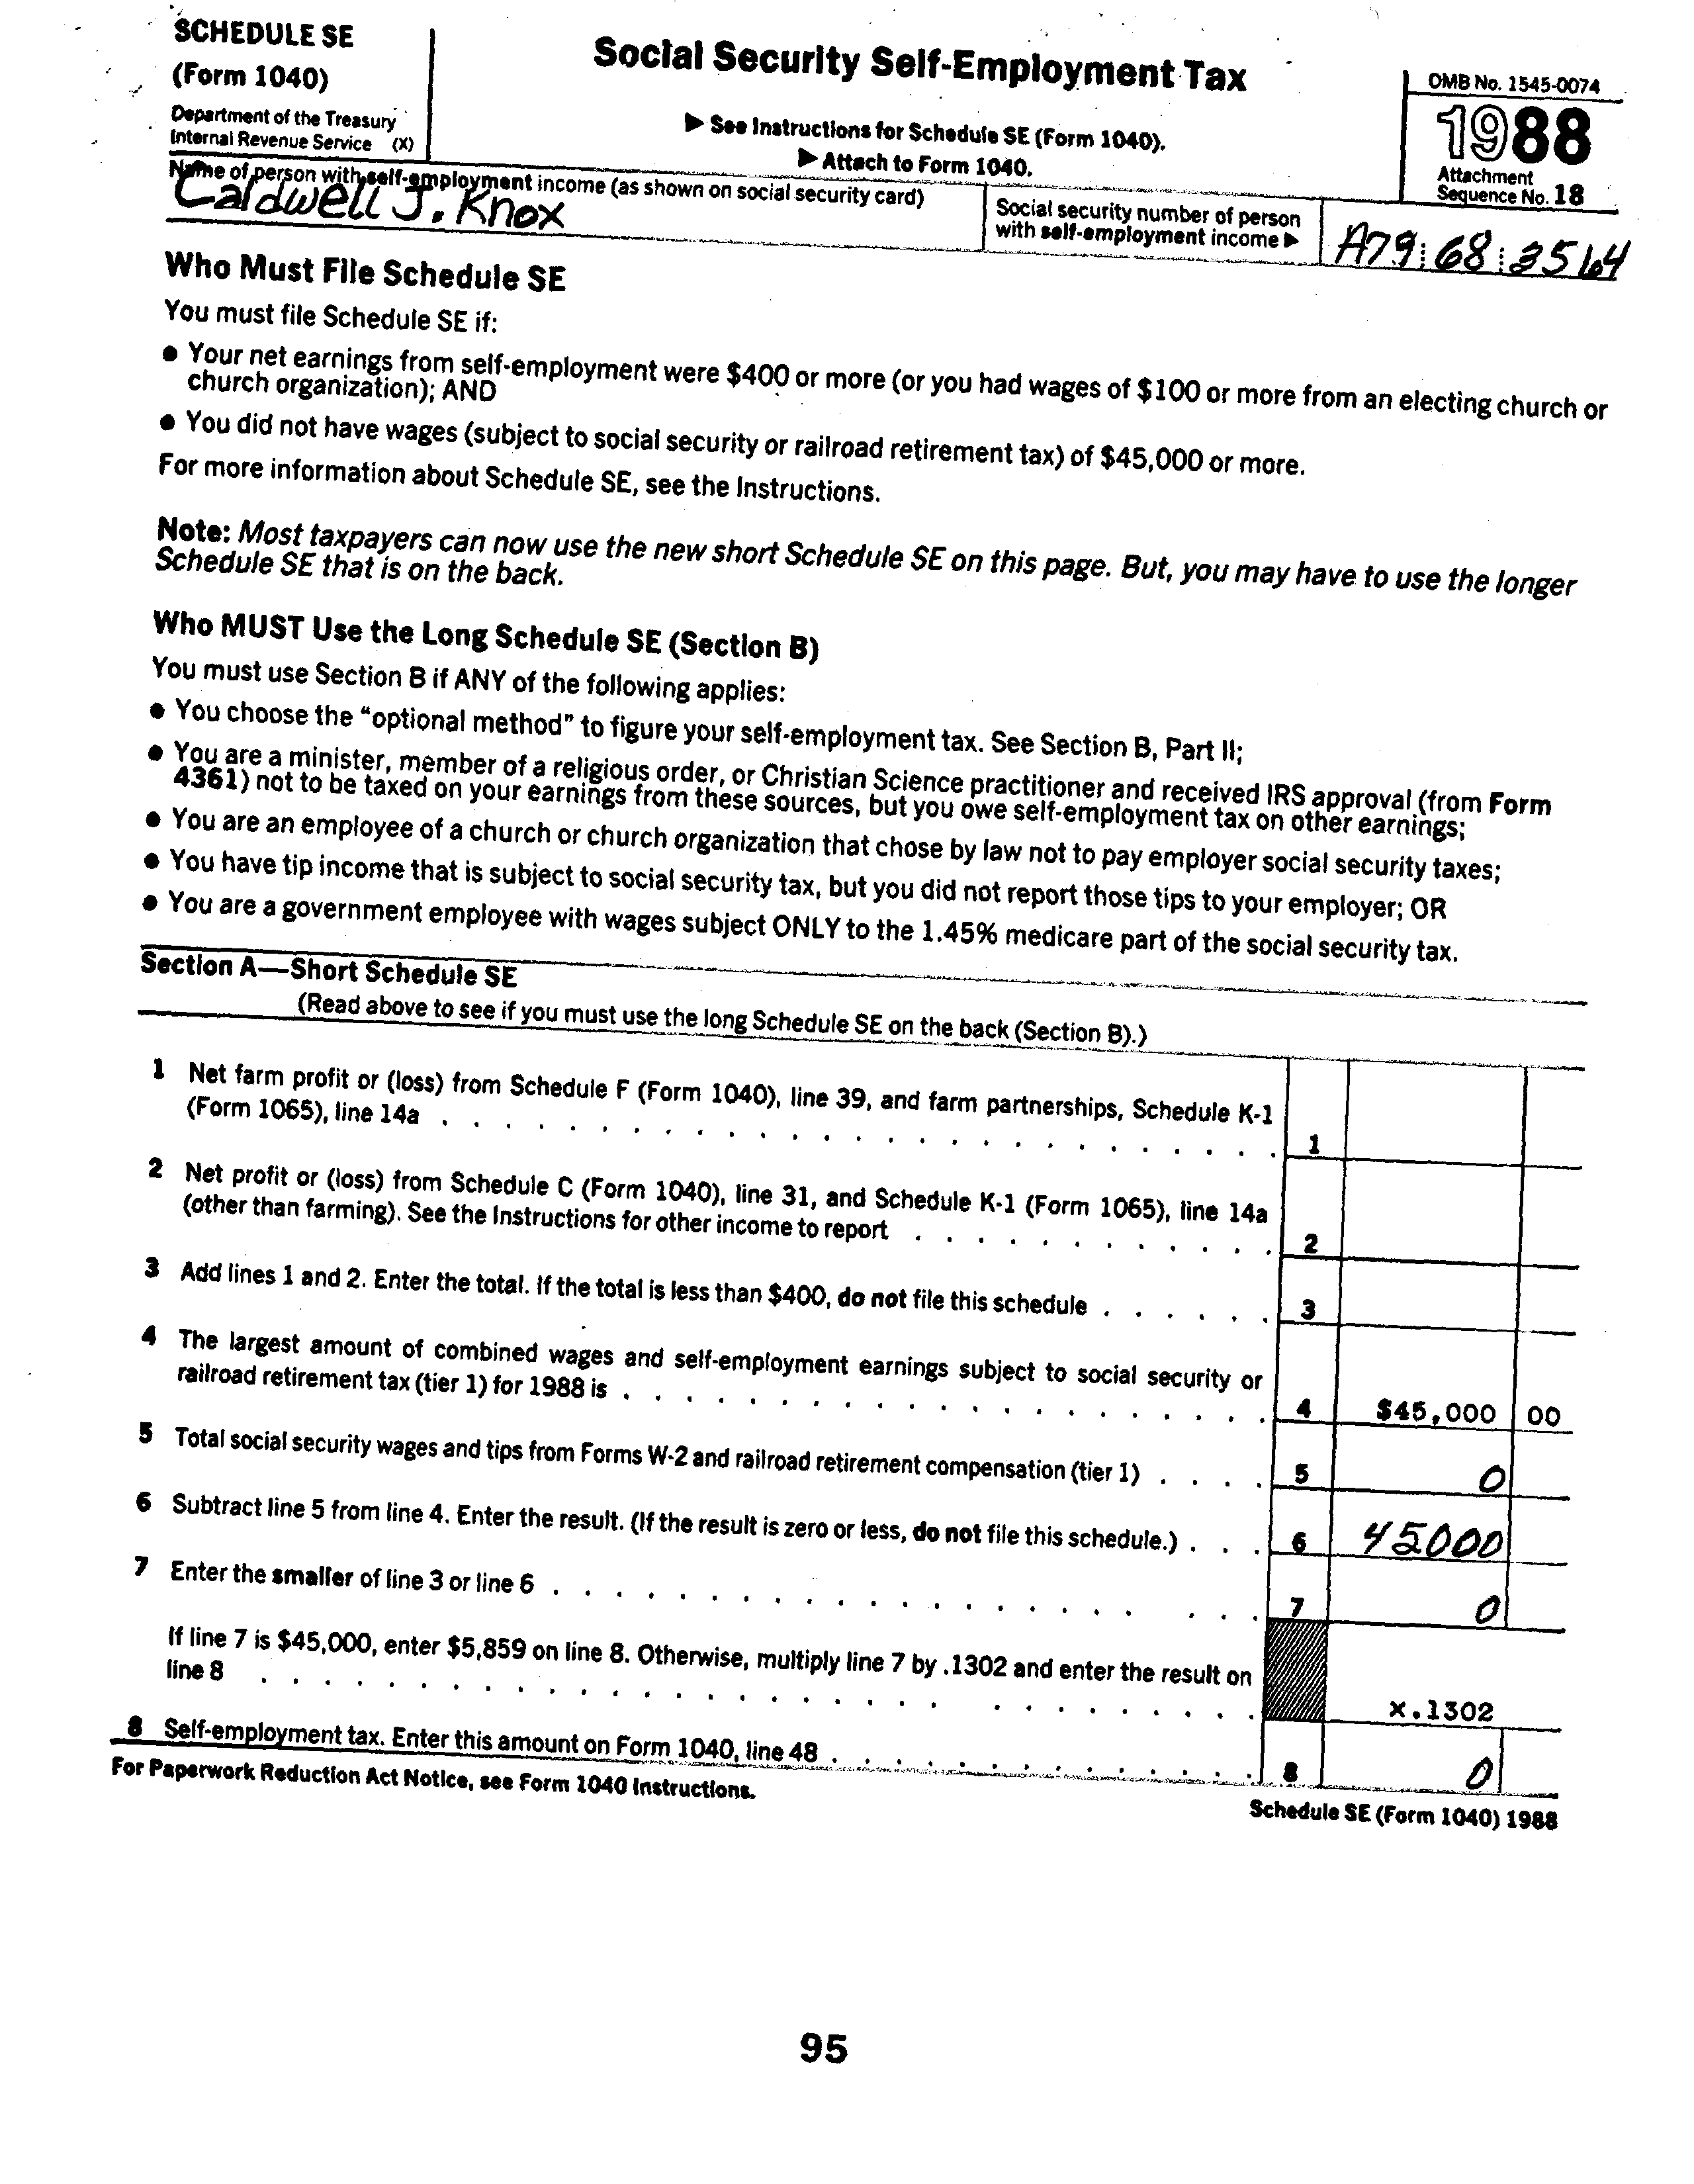 SCHEDULE SE
(Form 1040)
Department of the Treasury
Internal Revenue Service (X)
Social Security Self-Employment Tax
▶ See Instructions for Schedule SE (Form 1040).
▶ Attach to Form 1040.
OMB No. 1545-0074
1988
Attachment
Sequence No. 18
Name of person with self-employment income (as shown on social security card)
Caldwell J. Knox
Social security number of person
with self-employment income ▶
A79 68 3564
Who Must File Schedule SE
You must file Schedule SE if:
● Your net earnings from self-employment were $400 or more (or you had wages of $100 or more from an electing church or
church organization); AND
● You did not have wages (subject to social security or railroad retirement tax) of $45,000 or more.
For more information about Schedule SE, see the Instructions.
Note: Most taxpayers can now use the new short Schedule SE on this page. But, you may have to use the longer
Schedule SE that is on the back.
Who MUST Use the Long Schedule SE (Section B)
You must use Section B if ANY of the following applies:
● You choose the “optional method” to figure your self-employment tax. See Section B, Part II;
● You are a minister, member of a religious order, or Christian Science practitioner and received IRS approval (from Form
4361) not to be taxed on your earnings from these sources, but you owe self-employment tax on other earnings;
● You are an employee of a church or church organization that chose by law not to pay employer social security taxes;
● You have tip income that is subject to social security tax, but you did not report those tips to your employer; OR
● You are a government employee with wages subject ONLY to the 1.45% medicare part of the social security tax.
Section A—Short Schedule SE
(Read above to see if you must use the long Schedule SE on the back (Section B).)
1 Net farm profit or (loss) from Schedule F (Form 1040), line 39, and farm partnerships, Schedule K-1
(Form 1065), line 14a . . . . . . . . . . . . . . . . . . . . . . . . . . 1
2 Net profit or (loss) from Schedule C (Form 1040), line 31, and Schedule K-1 (Form 1065), line 14a
(other than farming). See the Instructions for other income to report . . . . . . . . . . . . 2
3 Add lines 1 and 2. Enter the total. If the total is less than $400, do not file this schedule . . . . . . 3
4 The largest amount of combined wages and self-employment earnings subject to social security or
railroad retirement tax (tier 1) for 1988 is . . . . . . . . . . . . . . . . . . . . . 4 $45,000 00
5 Total social security wages and tips from Forms W-2 and railroad retirement compensation (tier 1) . . . . 5 0
6 Subtract line 5 from line 4. Enter the result. (If the result is zero or less, do not file this schedule.) . . . 6 45000
7 Enter the smaller of line 3 or line 6 . . . . . . . . . . . . . . . . . . . . . . 7 0
If line 7 is $45,000, enter $5,859 on line 8. Otherwise, multiply line 7 by .1302 and enter the result on
line 8 . . . . . . . . . . . . . . . . . . . . . . . . . . . . . . x.1302
8 Self-employment tax. Enter this amount on Form 1040, line 48 . . . . . . . . . . . . . . 8 0
For Paperwork Reduction Act Notice, see Form 1040 Instructions.
Schedule SE (Form 1040) 1988
95